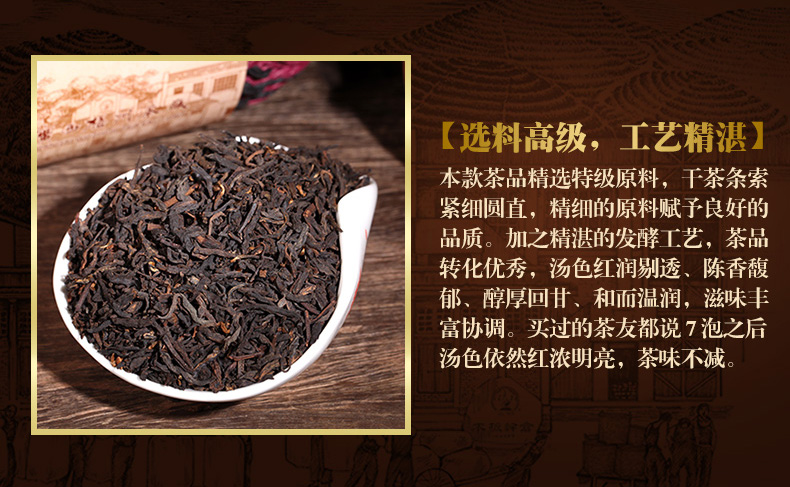 【选料高级，工艺精湛】
本款茶品精选特级原料，干茶条索
紧细圆直，精细的原料赋予良好的
品质。加之精湛的发酵工艺，茶品
转化优秀，汤色红润剔透、陈香馥
郁、醇厚回甘、和而温润，滋味丰
富协调。买过的茶友都说7泡之后
汤色依然红浓明亮，茶味不减。